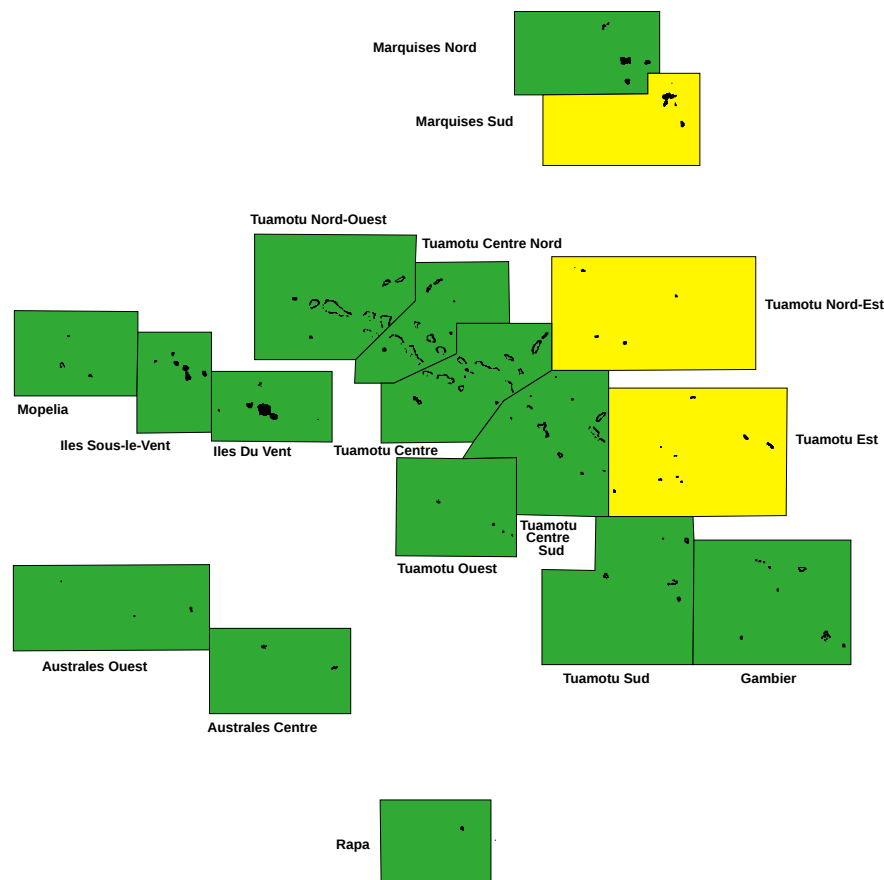 Marquises Nord
Marquises Sud
Tuamotu Nord-Ouest
Tuamotu Centre Nord
Tuamotu Nord-Est
Mopelia
Iles Sous-le-Vent
Iles Du Vent
Tuamotu Centre
Tuamotu Est
Tuamotu
Centre
Sud
Tuamotu Ouest
Australes Ouest
Tuamotu Sud
Gambier
Australes Centre
Rapa